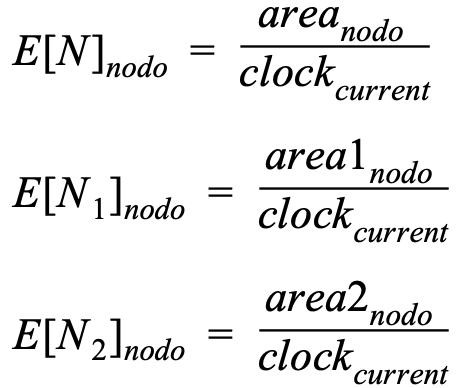 E[N]nodo = areanodo / clockcurrent
E[N1]nodo = area1nodo / clockcurrent
E[N2]nodo = area2nodo / clockcurrent